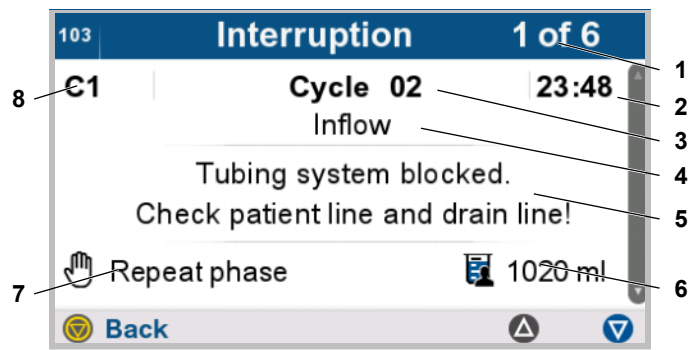 103 Interruption 1 of 6
C1 Cycle 02 23:48
Inflow
Tubing system blocked.
Check patient line and drain line!
Repeat phase 1020 ml
Back
1
2
3
4
5
6
7
8